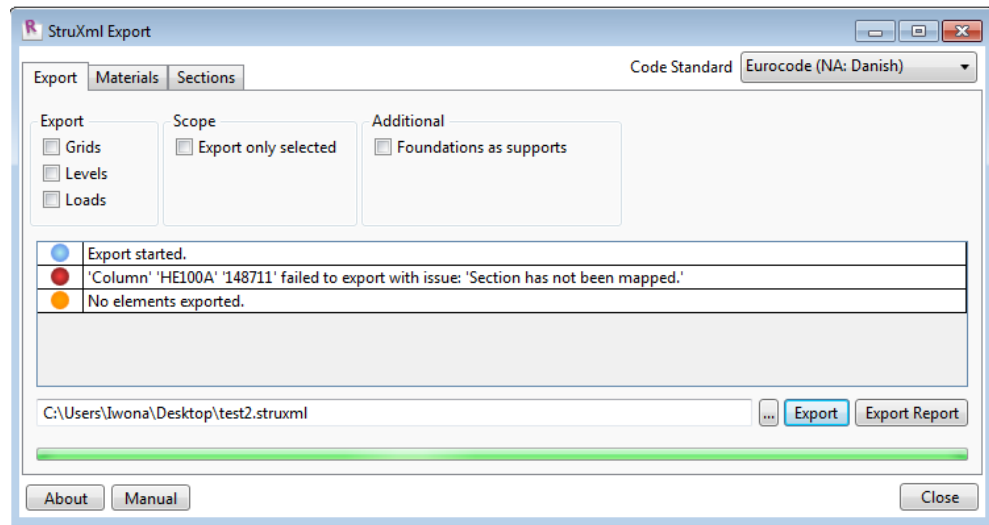 StruXml Export
Export Materials Sections Code Standard Eurocode (NA: Danish)
Export Scope Additional
Grids Export only selected Foundations as supports
Levels
Loads
Export started.
'Column' 'HE100A' '148711' failed to export with issue: 'Section has not been mapped.'
No elements exported.
C:\Users\Iwona\Desktop\test2.struxml ... Export Export Report
About Manual Close